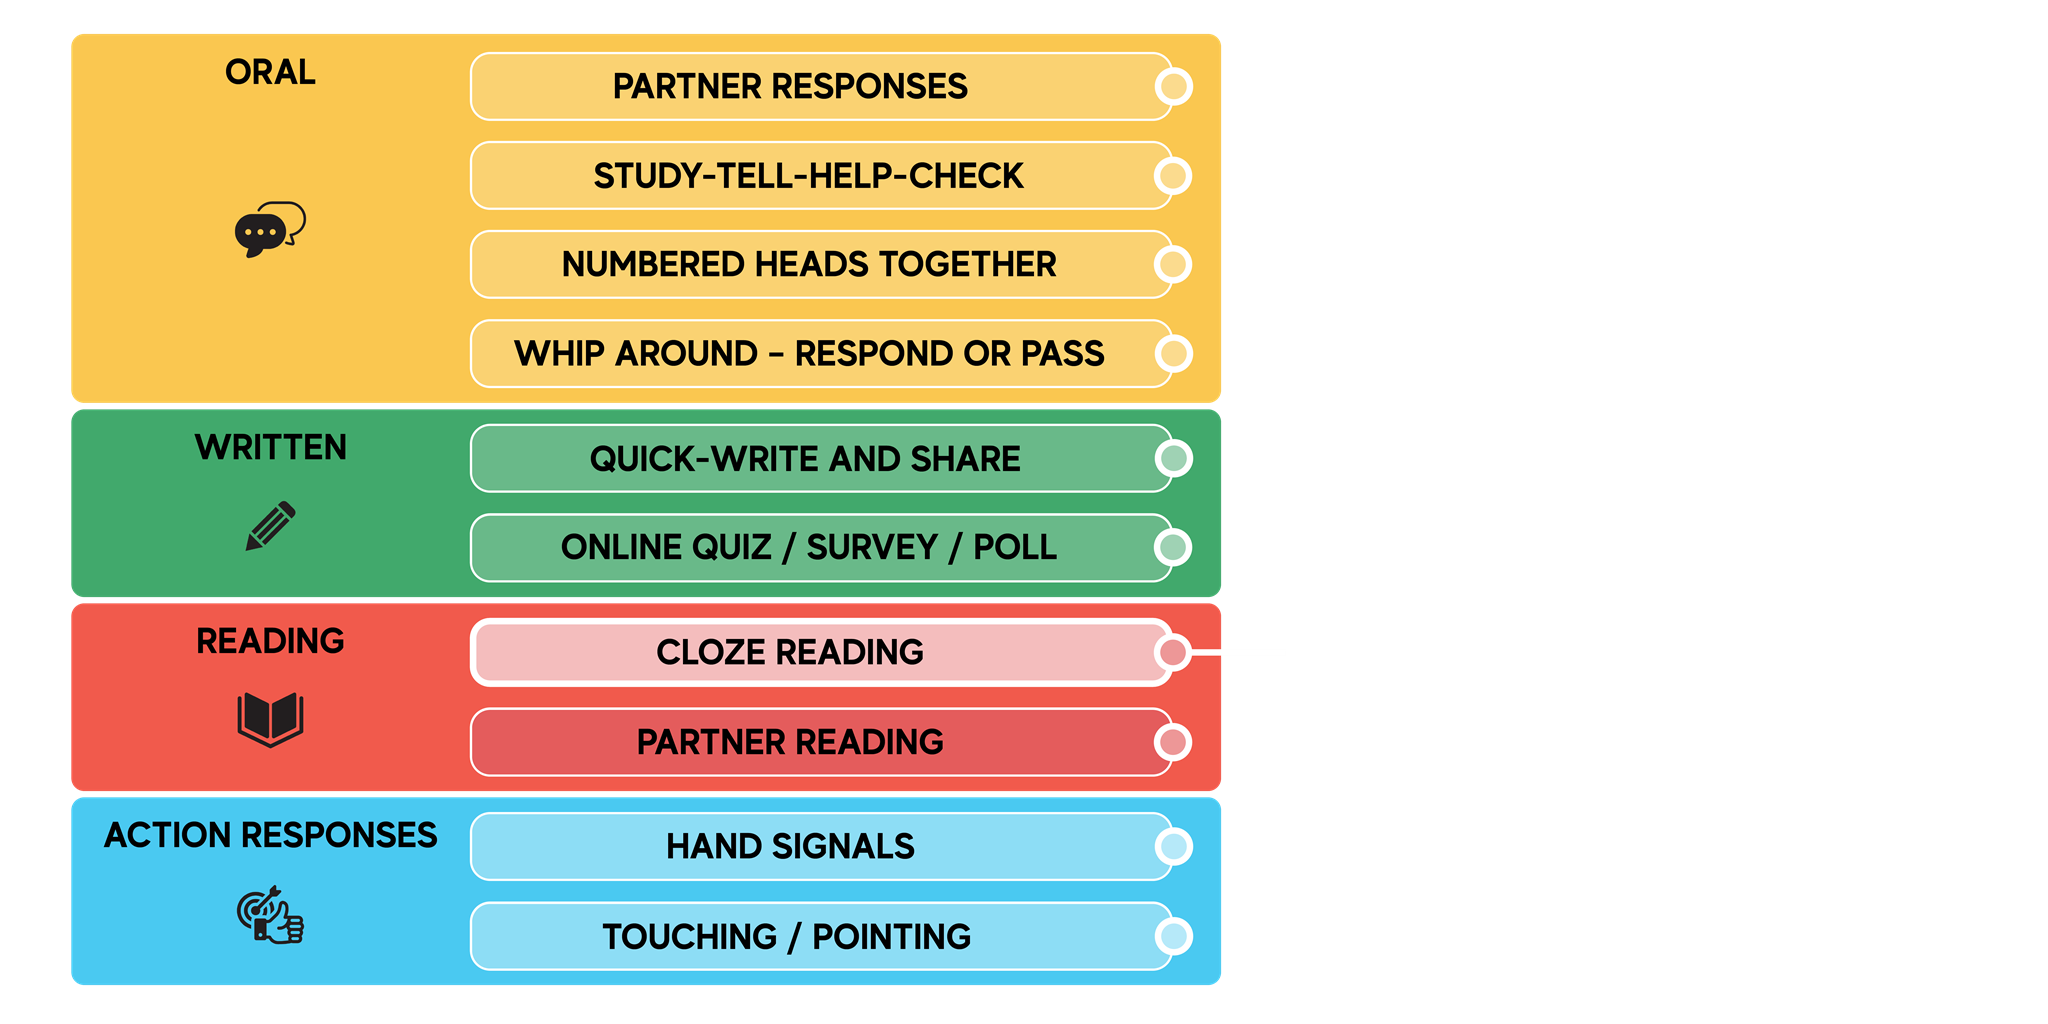 ORAL
PARTNER RESPONSES
STUDY-TELL-HELP-CHECK
NUMBERED HEADS TOGETHER
WHIP AROUND – RESPOND OR PASS
WRITTEN
QUICK-WRITE AND SHARE
ONLINE QUIZ / SURVEY / POLL
READING
CLOZE READING
PARTNER READING
ACTION RESPONSES
HAND SIGNALS
TOUCHING / POINTING